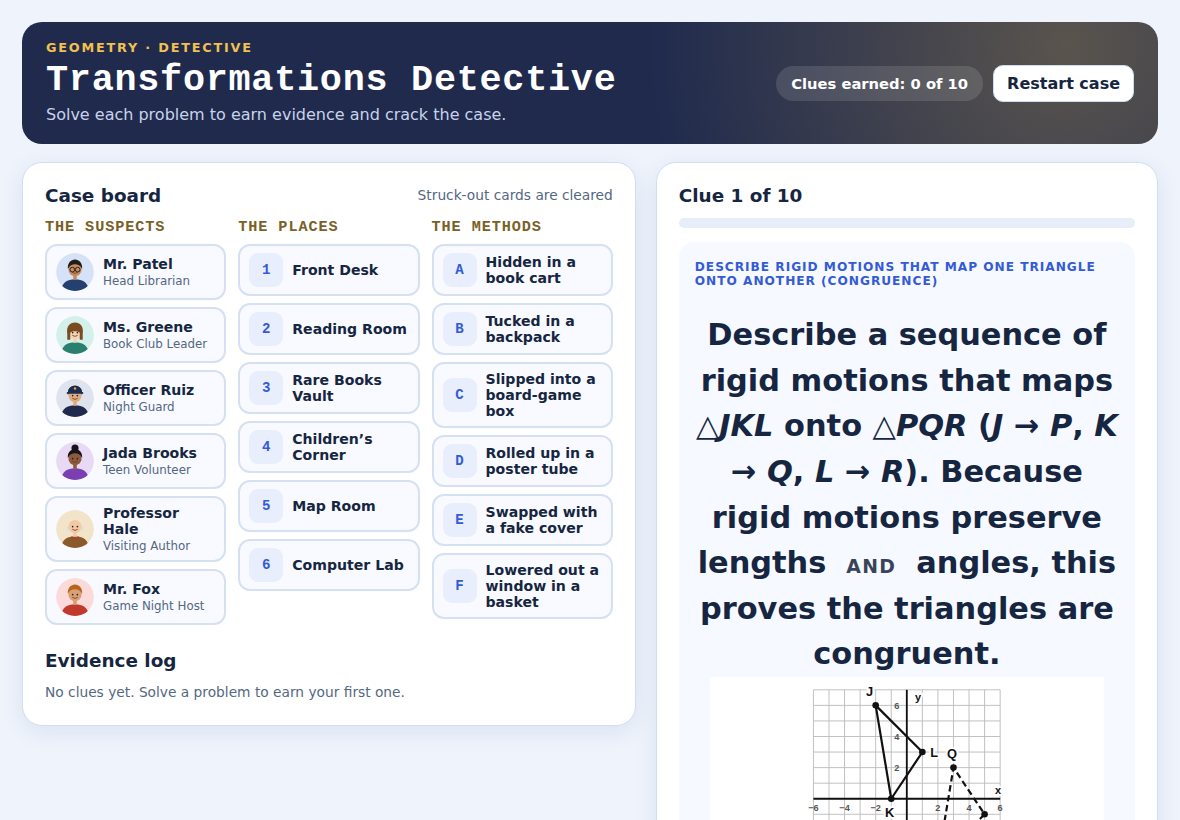 GEOMETRY · DETECTIVE
Transformations Detective
Solve each problem to earn evidence and crack the case.
Clues earned: 0 of 10
Restart case
Case board
Struck-out cards are cleared
THE SUSPECTS
Mr. Patel
Head Librarian
Ms. Greene
Book Club Leader
Officer Ruiz
Night Guard
Jada Brooks
Teen Volunteer
Professor
Hale
Visiting Author
Mr. Fox
Game Night Host
THE PLACES
1 Front Desk
2 Reading Room
3 Rare Books
Vault
4 Children’s
Corner
5 Map Room
6 Computer Lab
THE METHODS
A Hidden in a
book cart
B Tucked in a
backpack
C Slipped into a
board-game
box
D Rolled up in a
poster tube
E Swapped with
a fake cover
F Lowered out a
window in a
basket
Evidence log
No clues yet. Solve a problem to earn your first one.
Clue 1 of 10
DESCRIBE RIGID MOTIONS THAT MAP ONE TRIANGLE
ONTO ANOTHER (CONGRUENCE)
Describe a sequence of
rigid motions that maps
△JKL onto △PQR (J → P, K
→ Q, L → R). Because
rigid motions preserve
lengths AND angles, this
proves the triangles are
congruent.
J
y
6
4
L Q
2
x
−6 −4 −2 2 4 6
K